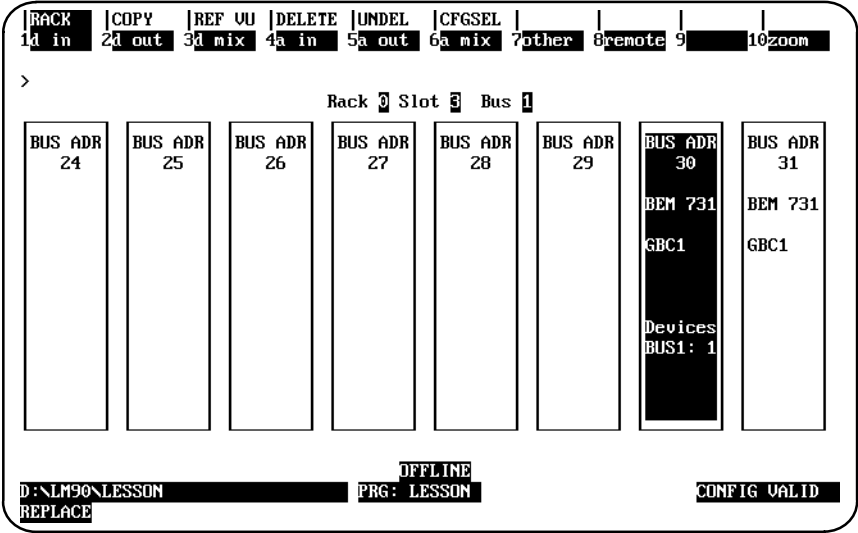 |RACK |COPY |REF VU |DELETE |UNDEL |CFGSEL | | | |
1d in 2d out 3d mix 4a in 5a out 6a mix 7other 8remote 9 10zoom
>
Rack 0 Slot 3 Bus 1
BUS ADR BUS ADR BUS ADR BUS ADR BUS ADR BUS ADR BUS ADR BUS ADR
24 25 26 27 28 29 30 31
BEM 731 BEM 731
GBC1 GBC1
Devices
BUS1: 1
OFFLINE
D:\LM90\LESSON PRG: LESSON CONFIG VALID
REPLACE